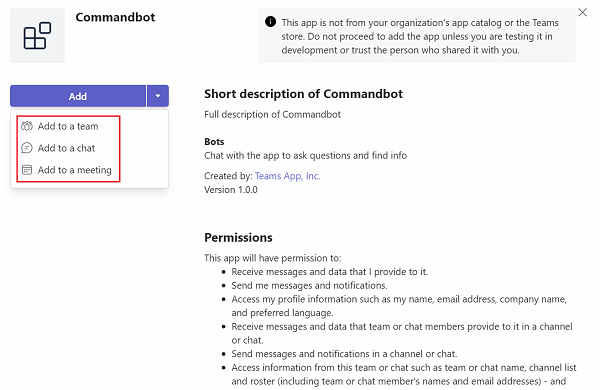 Commandbot
This app is not from your organization's app catalog or the Teams
store. Do not proceed to add the app unless you are testing it in
development or trust the person who shared it with you.
Add
Add to a team
Add to a chat
Add to a meeting
Short description of Commandbot
Full description of Commandbot
Bots
Chat with the app to ask questions and find info
Created by: Teams App, Inc.
Version 1.0.0
Permissions
This app will have permission to:
• Receive messages and data that I provide to it.
• Send me messages and notifications.
• Access my profile information such as my name, email address, company name,
and preferred language.
• Receive messages and data that team or chat members provide to it in a channel
or chat.
• Send messages and notifications in a channel or chat.
• Access information from this team or chat such as team or chat name, channel list
and roster (including team or chat member's names and email addresses) - and